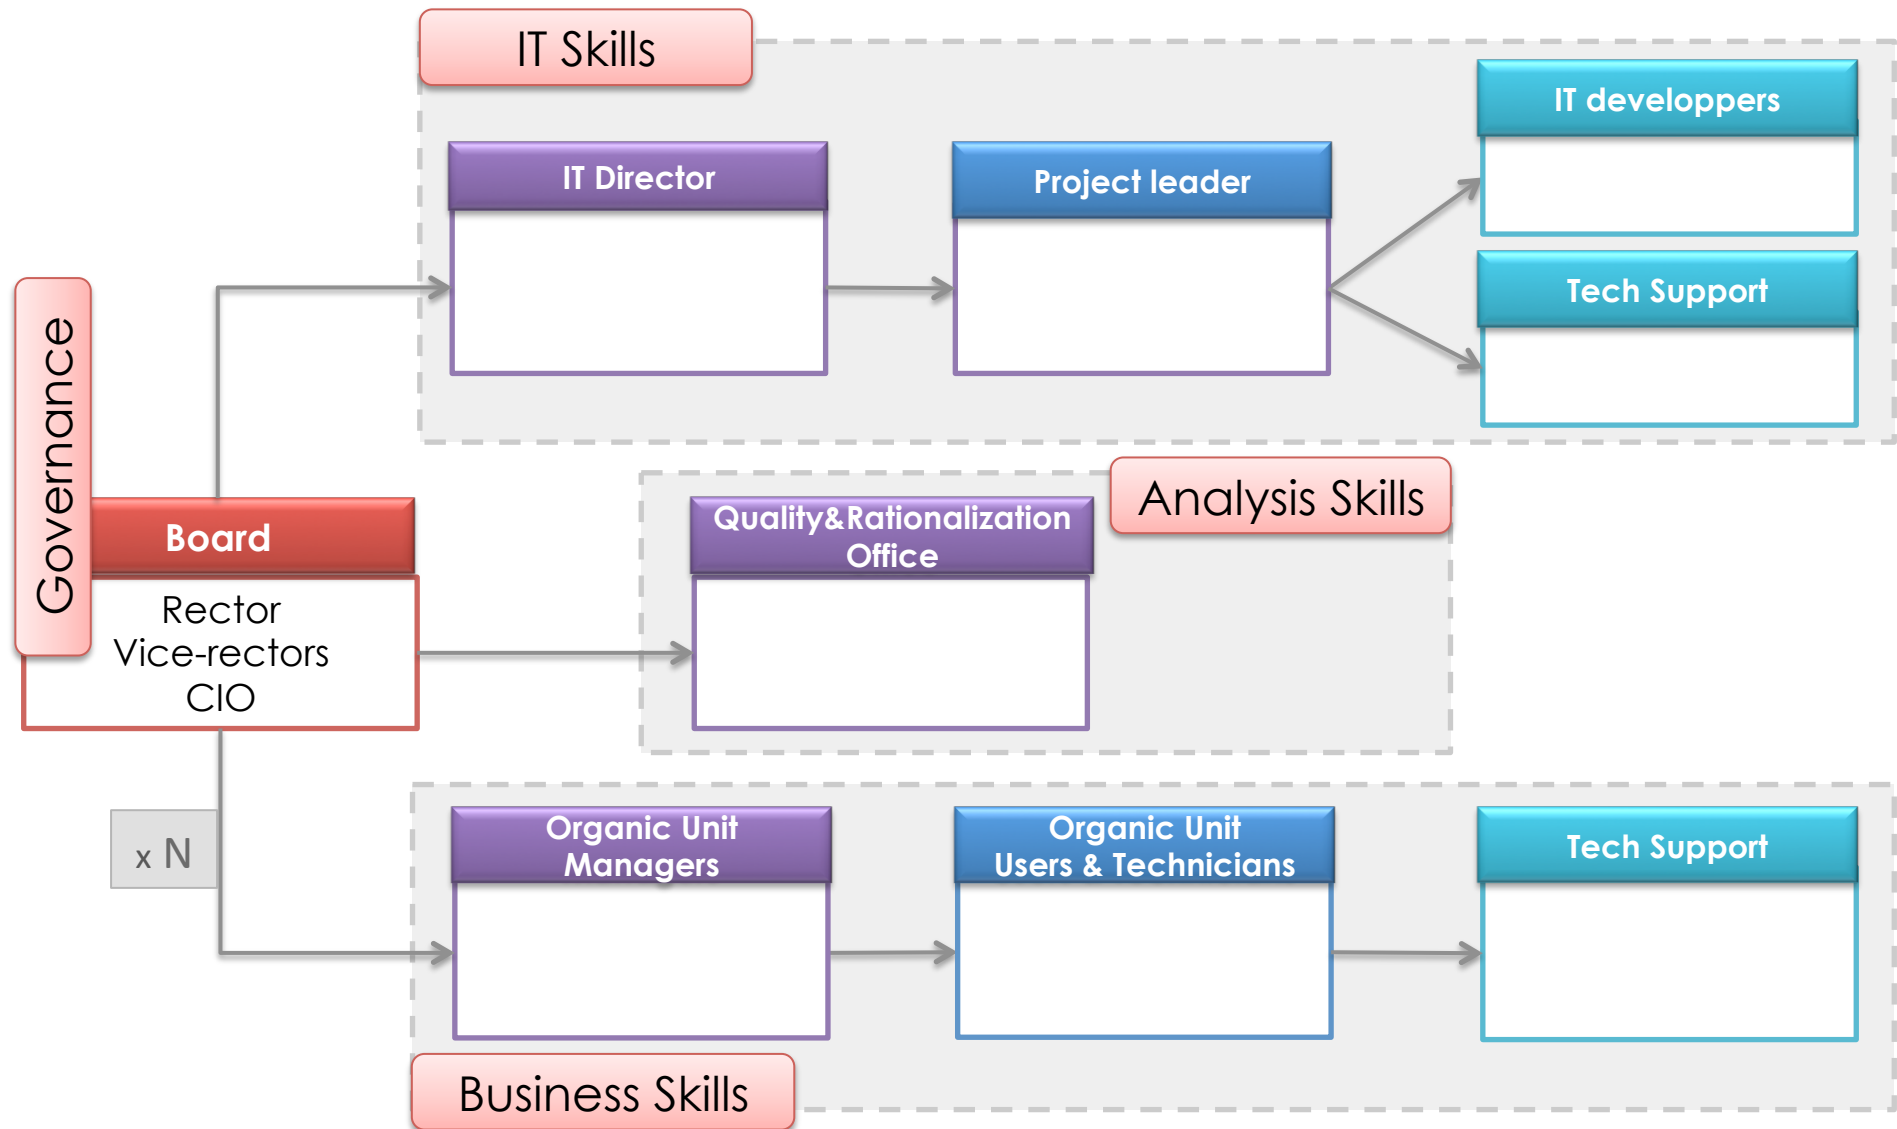 IT Skills
IT developpers
IT Director
Project leader
Tech Support
Governance
Board
Rector
Vice-rectors
CIO
Analysis Skills
Quality&Rationalization
Office
x N
Organic Unit
Managers
Organic Unit
Users & Technicians
Tech Support
Business Skills